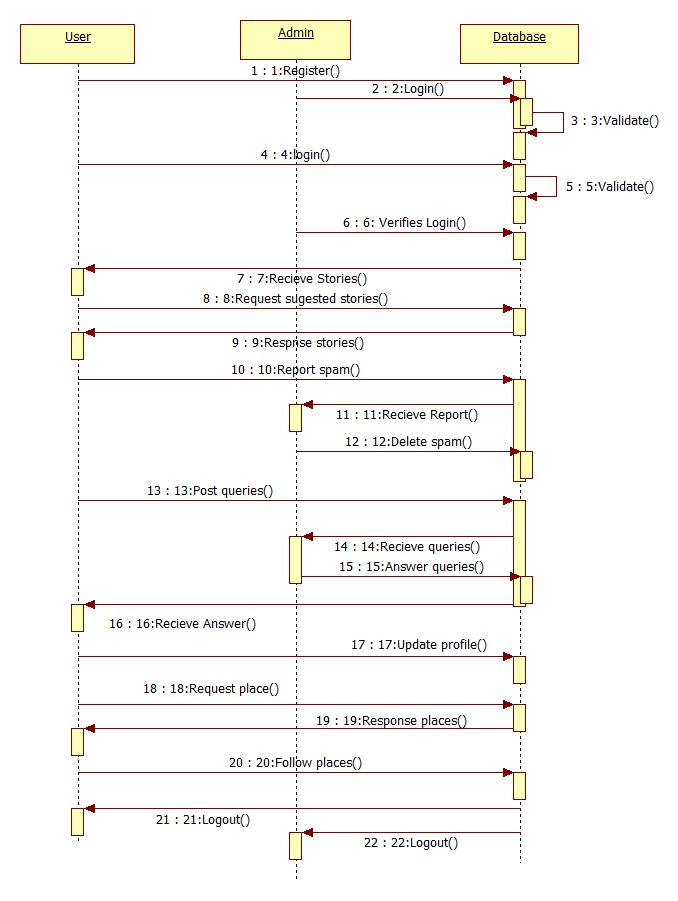 User
Admin
Database
1 : 1:Register()
2 : 2:Login()
3 : 3:Validate()
4 : 4:login()
5 : 5:Validate()
6 : 6: Verifies Login()
7 : 7:Recieve Stories()
8 : 8:Request sugested stories()
9 : 9:Respnse stories()
10 : 10:Report spam()
11 : 11:Recieve Report()
12 : 12:Delete spam()
13 : 13:Post queries()
14 : 14:Recieve queries()
15 : 15:Answer queries()
16 : 16:Recieve Answer()
17 : 17:Update profile()
18 : 18:Request place()
19 : 19:Response places()
20 : 20:Follow places()
21 : 21:Logout()
22 : 22:Logout()